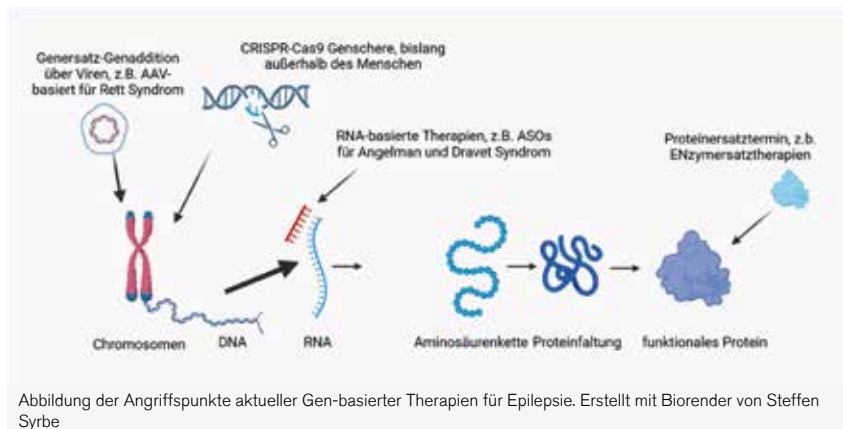 Genersatz-Genaddition
über Viren, z.B. AAV-
basiert für Rett Syndrom
CRISPR-Cas9 Genschere, bislang
außerhalb des Menschen
RNA-basierte Therapien, z.B. ASOs
für Angelman und Dravet Syndrom
Proteinersatztermin, z.b.
ENzymersatztherapien
Chromosomen
DNA
RNA
Aminosäurenkette
Proteinfaltung
funktionales Protein
Abbildung der Angriffspunkte aktueller Gen-basierter Therapien für Epilepsie. Erstellt mit Biorender von Steffen
Syrbe